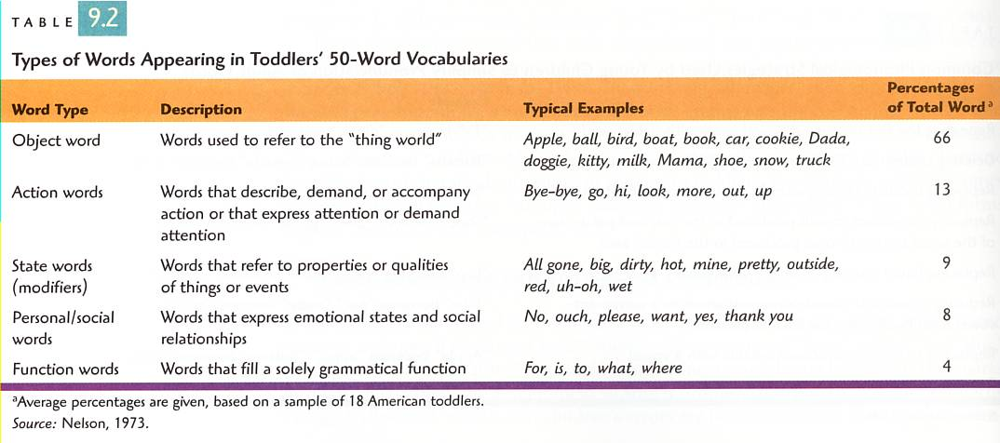 TABLE 9.2
Types of Words Appearing in Toddlers' 50-Word Vocabularies
Percentages
Word Type Description Typical Examples of Total Word a
Object word Words used to refer to the "thing world" Apple, ball, bird, boat, book, car, cookie, Dada, 66
doggie, kitty, milk, Mama, shoe, snow, truck
Action words Words that describe, demand, or accompany Bye-bye, go, hi, look, more, out, up 13
action or that express attention or demand
attention
State words Words that refer to properties or qualities All gone, big, dirty, hot, mine, pretty, outside, 9
(modifiers) of things or events red, uh-oh, wet
Personal/social Words that express emotional states and social No, ouch, please, want, yes, thank you 8
words relationships
Function words Words that fill a solely grammatical function For, is, to, what, where 4
aAverage percentages are given, based on a sample of 18 American toddlers.
Source: Nelson, 1973.